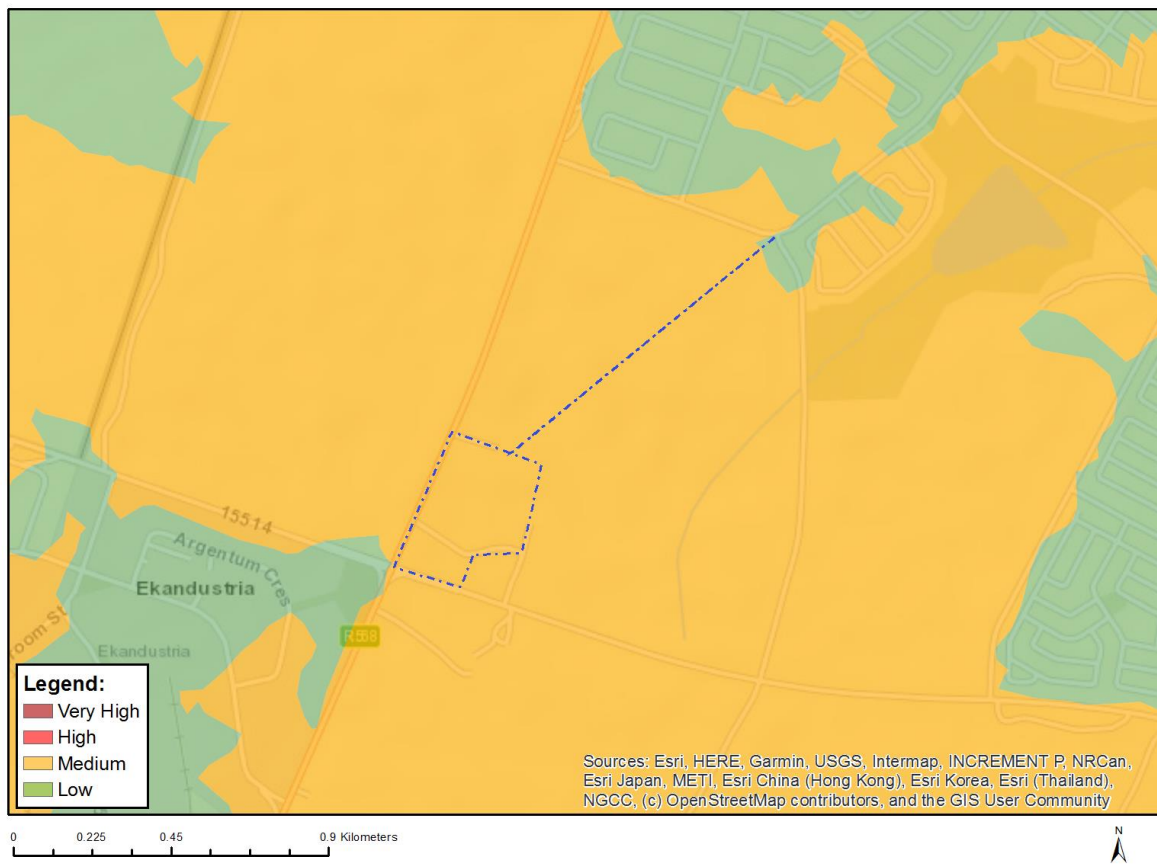 15514
Argentum Cres
Ekandustria
R568
room St
Ekandustria
Legend:
Very High
High
Medium
Low
Sources: Esri, HERE, Garmin, USGS, Intermap, INCREMENT P, NRCan,
Esri Japan, METI, Esri China (Hong Kong), Esri Korea, Esri (Thailand),
NGCC, (c) OpenStreetMap contributors, and the GIS User Community
0 0.225 0.45 0.9 Kilometers
N